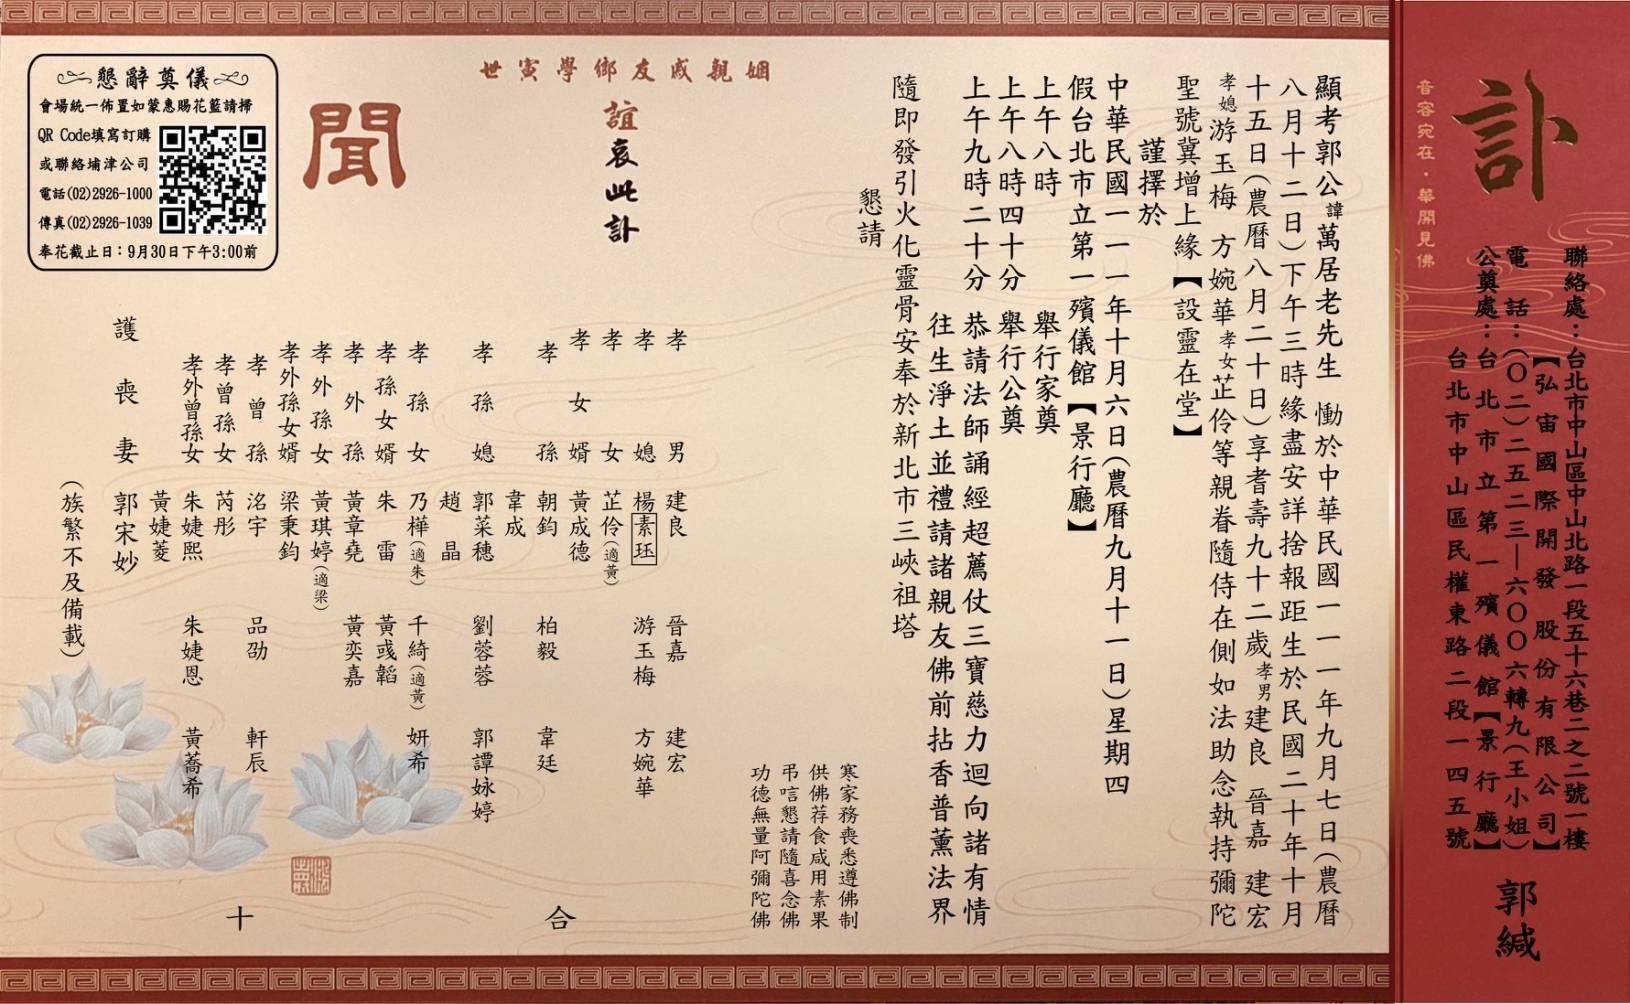 訃
音容宛在．華開見佛
聯絡處：台北市中山區中山北路一段五十六巷二之二號一樓
【弘宙國際開發股份有限公司】
電話：(〇二)二五二三—六〇〇六轉九(王小姐)
公奠處：台北市立第一殯儀館【景行廳】
台北市中山區民權東路二段一四五號
郭緘
顯考郭公諱萬居老先生 慟於中華民國一一一年九月七日(農曆
八月十二日)下午三時緣盡安詳捨報距生於民國二十年十月
十五日(農曆八月二十日)享耆壽九十二歲孝男建良 晉嘉 建宏
孝媳游玉梅 方婉華孝女芷伶等親眷隨侍在側如法助念執持彌陀
聖號冀增上緣【設靈在堂】
謹擇於
中華民國一一一年十月六日(農曆九月十一日)星期四
假台北市立第一殯儀館【景行廳】
上午八時 舉行家奠
上午八時四十分 舉行公奠
上午九時二十分 恭請法師誦經超薦仗三寶慈力迴向諸有情
往生淨土並禮請諸親友佛前拈香普薰法界
隨即發引火化靈骨安奉於新北市三峽祖塔
懇請
寒家務喪悉遵佛制
供佛荐食咸用素果
弔唁懇請隨喜念佛
功德無量阿彌陀佛
姻親戚友鄉學寅世
誼哀此訃
聞
孝男 建良 晉嘉 建宏
孝媳 楊素珏 游玉梅 方婉華
孝女 芷伶(適黃)
孝女婿 黃成德
孝孫 朝鈞 柏毅 韋廷
韋成
孝孫媳 郭菜穗 劉蓉蓉 郭譚姊婷
趙晶
孝孫女 乃樺(適朱) 千綺(適黃) 妍希
孝孫女婿 朱雷 黃彧韜
孝外孫 黃章堯 黃奕嘉
孝外孫女 黃琪婷(適梁)
孝外孫女婿 梁秉鈞
孝曾孫 洺宇 品劭 軒辰
孝曾孫女 芮彤
孝外曾孫女 朱婕熙 朱婕恩 黃蕎希
黃婕菱
護喪妻 郭宋妙
(族繁不及備載)
合十
懇辭奠儀
會場統一佈置如蒙惠賜花籃請掃
QR Code填寫訂購
或聯絡埔津公司
電話(02)2926-1000
傳真(02)2926-1039
奉花截止日：9月30日下午3:00前